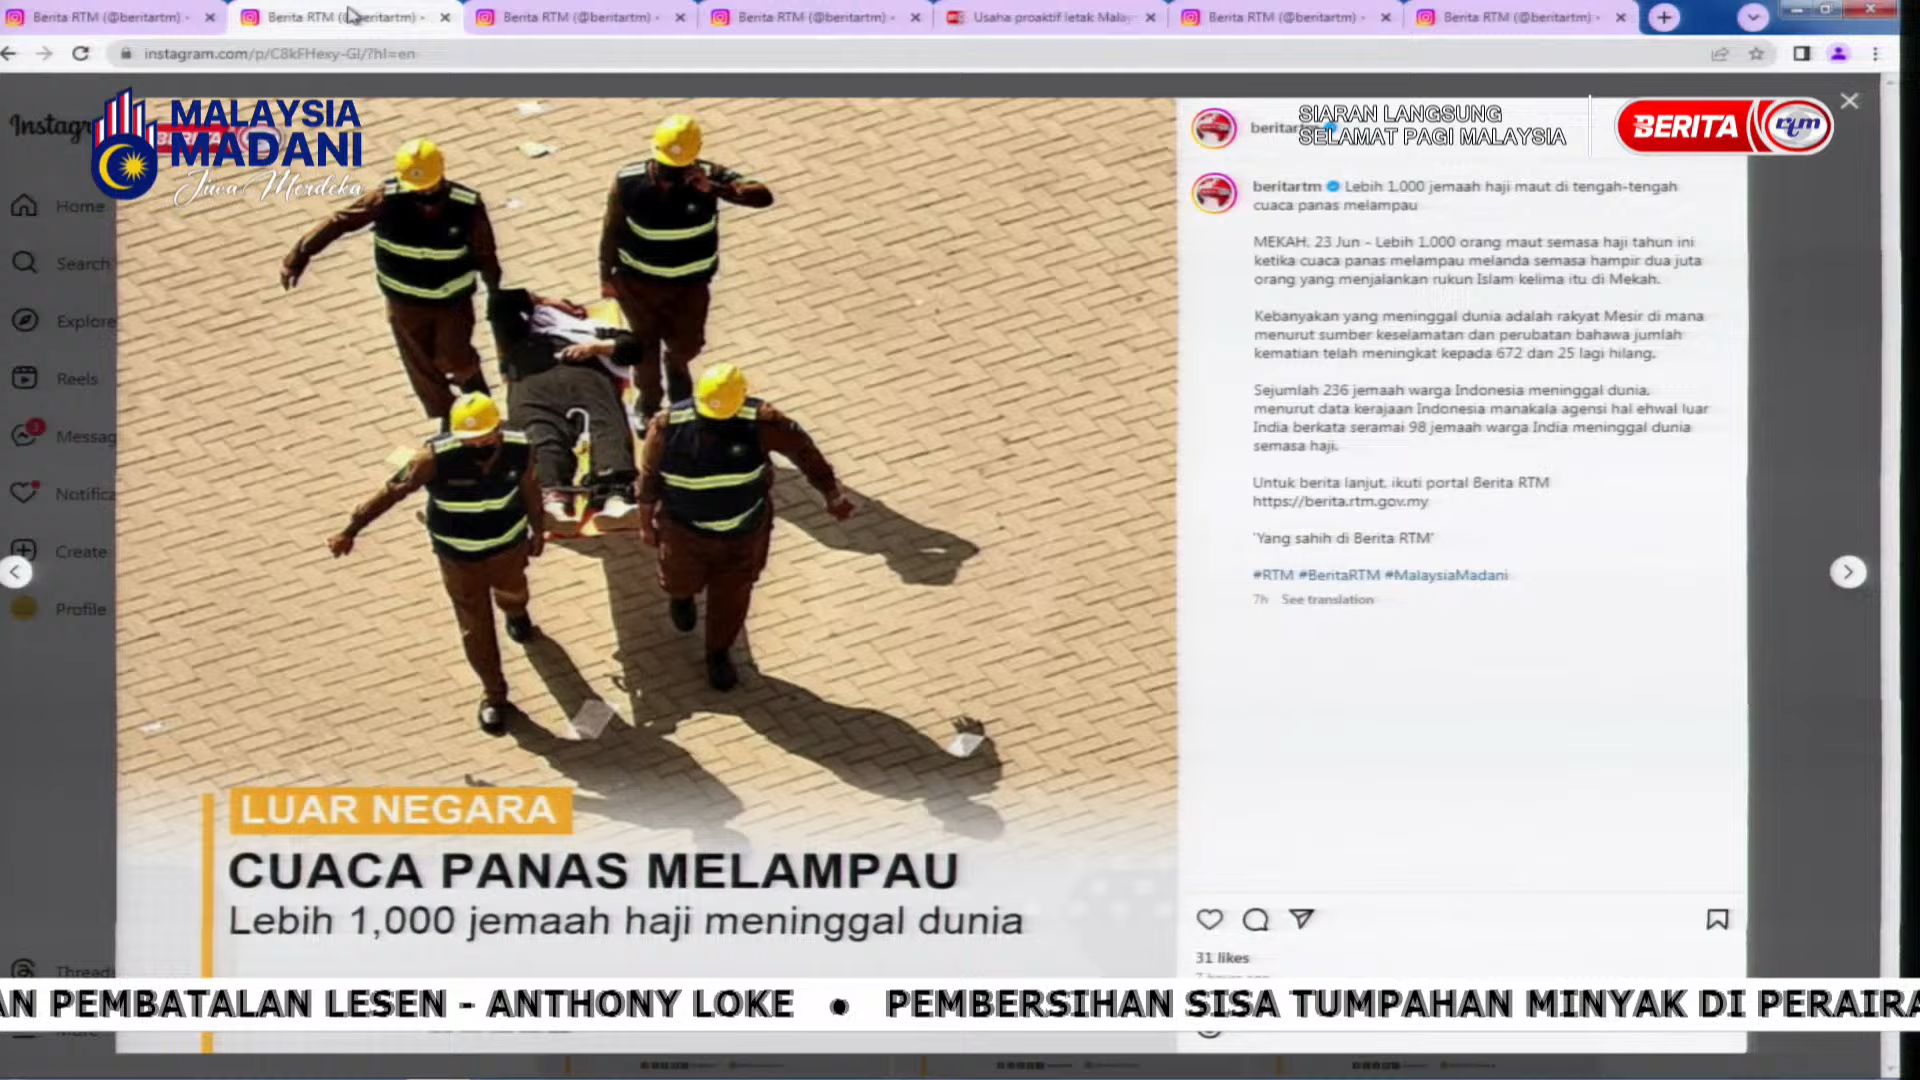 Berita RTM (@beritartm) -
Berita RTM (@beritartm) -
Berita RTM (@beritartm) -
Berita RTM (@beritartm) -
Usaha proaktif letak Malay
Berita RTM (@beritartm) -
Berita RTM (@beritartm) -
instagram.com/p/C8kFHexy-Gl/?hl=en
Instagr
MALAYSIA
MADANI
Jiwa Merdeka
SIARAN LANGSUNG
SELAMAT PAGI MALAYSIA
BERITA rtm
Home
Search
Explore
Reels
3
Messag
Notifica
Create
Profile
Threads
beritartm
beritartm Lebih 1,000 jemaah haji maut di tengah-tengah
cuaca panas melampau
MEKAH, 23 Jun - Lebih 1,000 orang maut semasa haji tahun ini
ketika cuaca panas melampau melanda semasa hampir dua juta
orang yang menjalankan rukun Islam kelima itu di Mekah.
Kebanyakan yang meninggal dunia adalah rakyat Mesir di mana
menurut sumber keselamatan dan perubatan bahawa jumlah
kematian telah meningkat kepada 672 dan 25 lagi hilang.
Sejumlah 236 jemaah warga Indonesia meninggal dunia,
menurut data kerajaan Indonesia manakala agensi hal ehwal luar
India berkata seramai 98 jemaah warga India meninggal dunia
semasa haji.
Untuk berita lanjut, ikuti portal Berita RTM
https://berita.rtm.gov.my
'Yang sahih di Berita RTM'
#RTM #BeritaRTM #MalaysiaMadani
7h See translation
LUAR NEGARA
CUACA PANAS MELAMPAU
Lebih 1,000 jemaah haji meninggal dunia
31 likes
AN PEMBATALAN LESEN - ANTHONY LOKE • PEMBERSIHAN SISA TUMPAHAN MINYAK DI PERAIRA